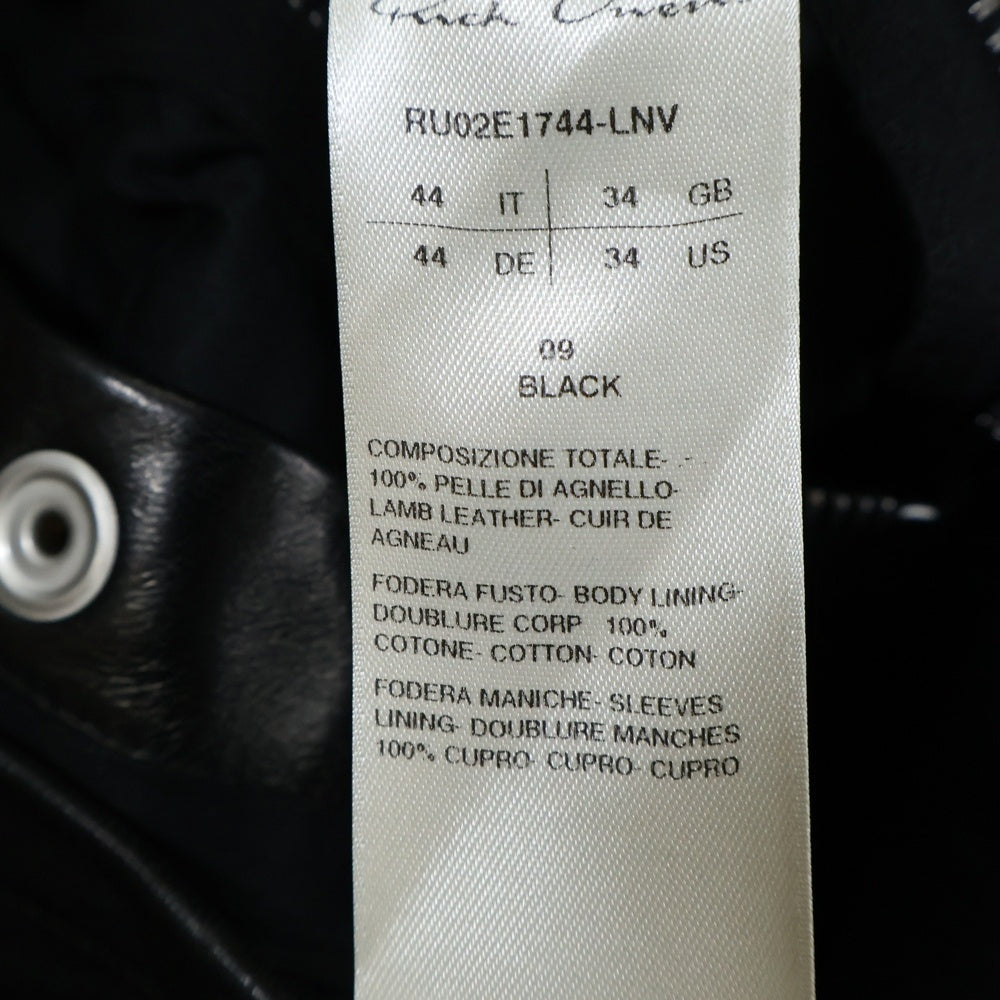 Rick Owens
RU02E1744-LNV
44 IT 34 GB
44 DE 34 US
09
BLACK
COMPOSIZIONE TOTALE- -
100% PELLE DI AGNELLO-
LAMB LEATHER- CUIR DE
AGNEAU
FODERA FUSTO- BODY LINING-
DOUBLURE CORP 100%
COTONE- COTTON- COTON
FODERA MANICHE- SLEEVES
LINING- DOUBLURE MANCHES
100% CUPRO- CUPRO- CUPRO